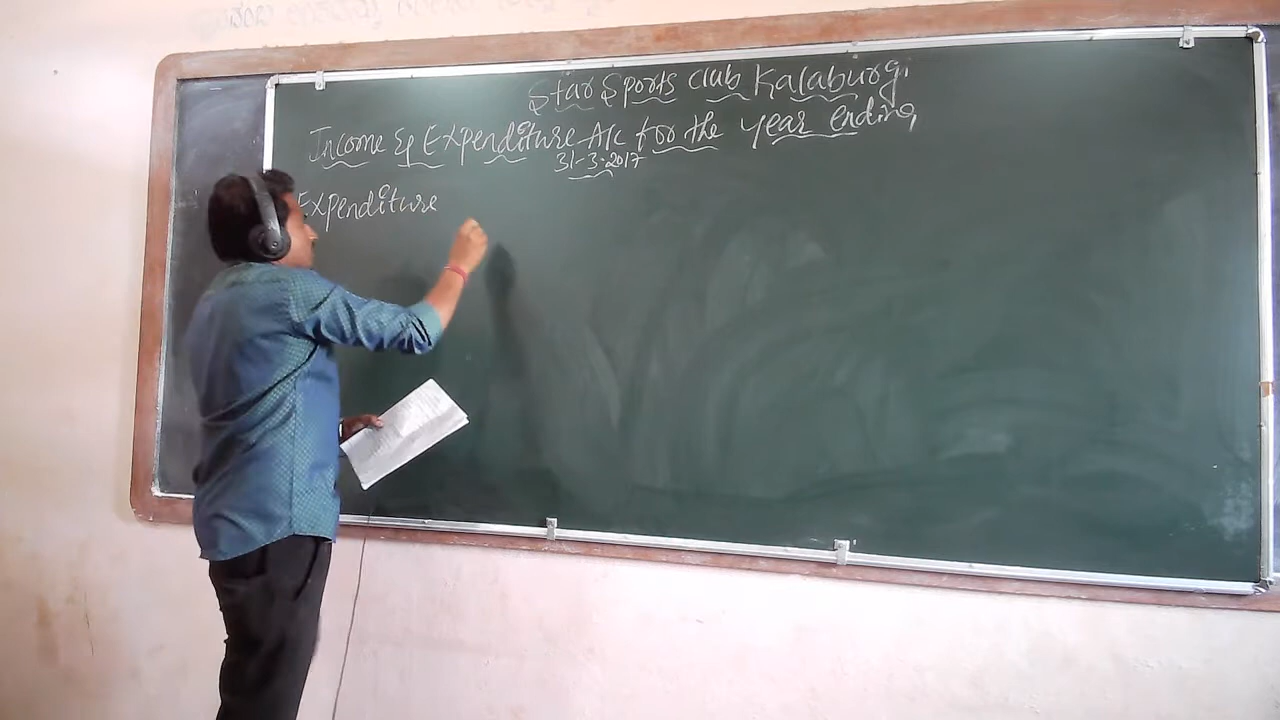 Star Sports club Kalaburgi
Income & Expenditure A/c for the year ending
31-3-2017
Expenditure